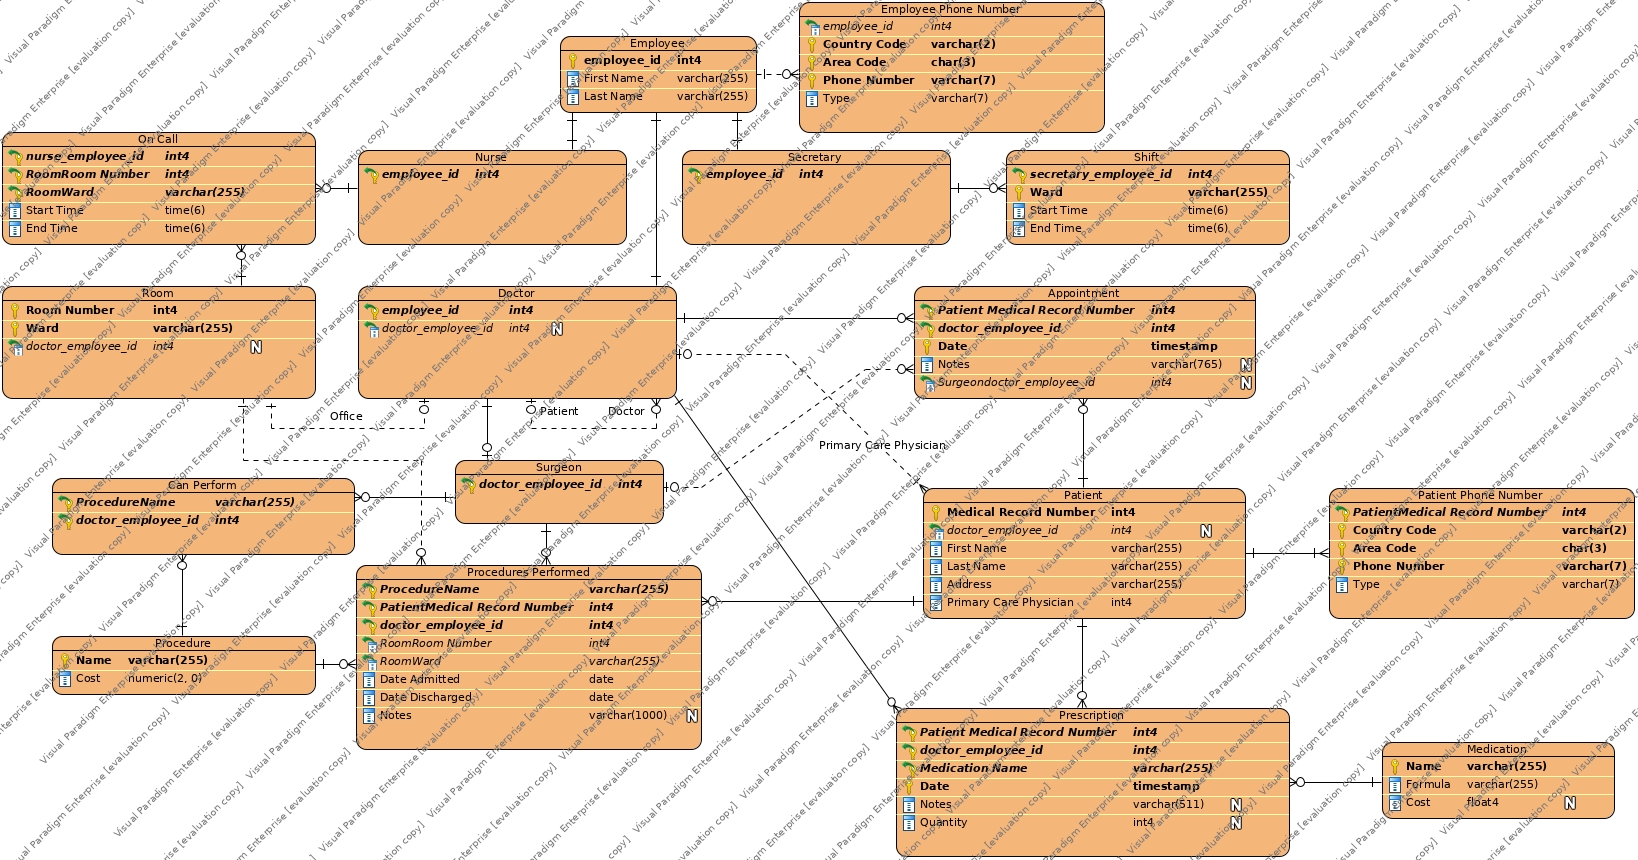 Employee Phone Number
employee_id int4
Country Code varchar(2)
Area Code char(3)
Phone Number varchar(7)
Type varchar(7)
Employee
employee_id int4
First Name varchar(255)
Last Name varchar(255)
On Call
nurse_employee_id int4
RoomRoom Number int4
RoomWard varchar(255)
Start Time time(6)
End Time time(6)
Nurse
employee_id int4
Secretary
employee_id int4
Shift
secretary_employee_id int4
Ward varchar(255)
Start Time time(6)
End Time time(6)
Room
Room Number int4
Ward varchar(255)
doctor_employee_id int4 N
Doctor
employee_id int4
doctor_employee_id int4 N
Appointment
Patient Medical Record Number int4
doctor_employee_id int4
Date timestamp
Notes varchar(765) N
Surgeondoctor_employee_id int4 N
Office
Patient
Doctor
Primary Care Physician
Surgeon
doctor_employee_id int4
Can Perform
ProcedureName varchar(255)
doctor_employee_id int4
Patient
Medical Record Number int4
doctor_employee_id int4 N
First Name varchar(255)
Last Name varchar(255)
Address varchar(255)
Primary Care Physician int4
Patient Phone Number
PatientMedical Record Number int4
Country Code varchar(2)
Area Code char(3)
Phone Number varchar(7)
Type varchar(7)
Procedures Performed
ProcedureName varchar(255)
PatientMedical Record Number int4
doctor_employee_id int4
RoomRoom Number int4
RoomWard varchar(255)
Date Admitted date
Date Discharged date
Notes varchar(1000) N
Procedure
Name varchar(255)
Cost numeric(2, 0)
Prescription
Patient Medical Record Number int4
doctor_employee_id int4
Medication Name varchar(255)
Date timestamp
Notes varchar(511) N
Quantity int4 N
Medication
Name varchar(255)
Formula varchar(255)
Cost float4 N
Visual Paradigm Enterprise [evaluation copy]